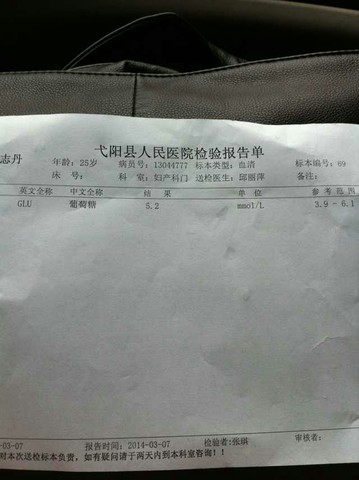 弋阳县人民医院检验报告单
志丹 年龄：25岁 病员号：13044777 标本类型：血清 标本编号：89
床 号： 科 室：妇产科门 送检医生：邱丽萍 备注：
英文全称 中文全称 结 果 单 位 参 考 范 围
GLU 葡萄糖 5.2 mmol/L 3.9 - 6.1
-03-07 报告时间：2014-03-07 检验者：张 审核者：
对本次送检标本负责，如有疑问请于两天内到本科室咨询！！